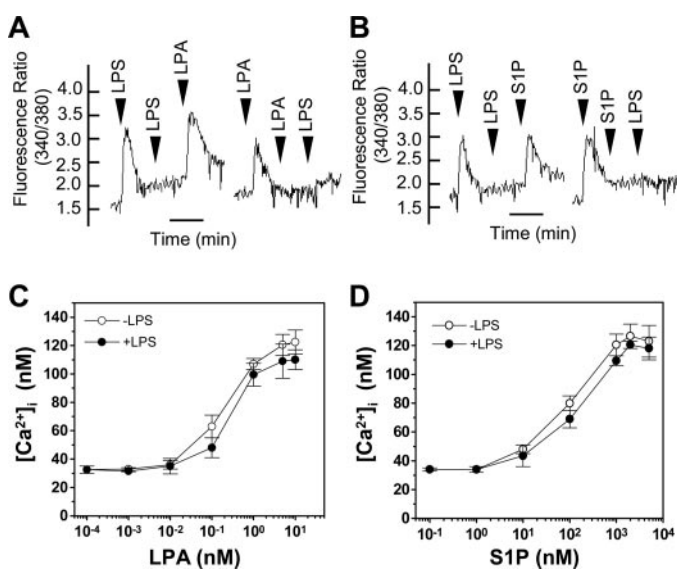 A
B
LPS
LPS
LPA
LPA
LPA
LPS
LPS
LPS
S1P
S1P
S1P
LPS
Fluorescence Ratio
(340/380)
4.0
3.5
3.0
2.5
2.0
1.5
Time (min)
Fluorescence Ratio
(340/380)
4.0
3.5
3.0
2.5
2.0
1.5
Time (min)
C
-LPS
+LPS
[Ca²⁺]ᵢ (nM)
140
120
100
80
60
40
20
0
10⁻⁴ 10⁻³ 10⁻² 10⁻¹ 10⁰ 10¹
LPA (nM)
D
-LPS
+LPS
[Ca²⁺]ᵢ (nM)
140
120
100
80
60
40
20
0
10⁻¹ 10⁰ 10¹ 10² 10³ 10⁴
S1P (nM)